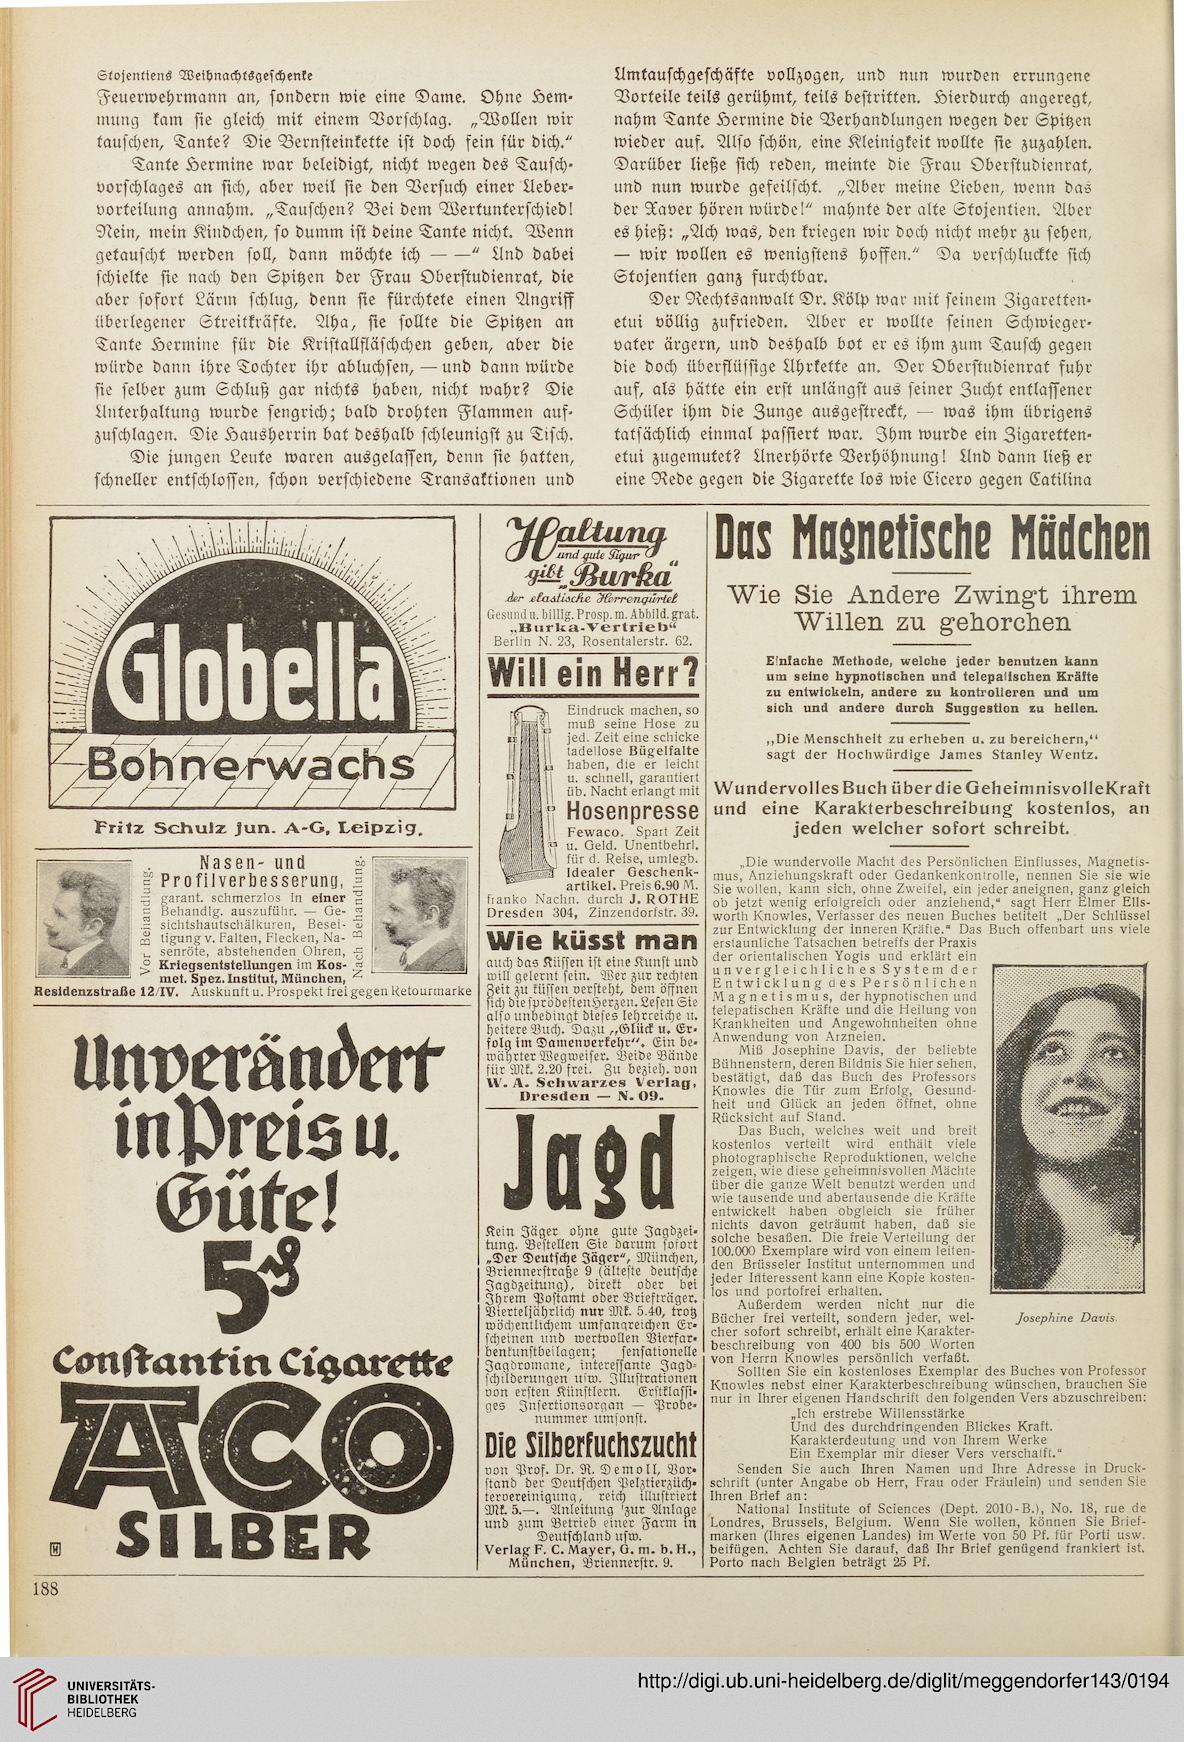 Stojentiens Weihnachtsgeschenke
Feuerwehrmann an, sondern wie eine Dame. Ohne Hem-
mung kam sie gleich mit einem Vorschlag. „Wollen wir
tauschen, Tante? Die Bernsteinkette ist doch fein für dich.“
Tante Hermine war beleidigt, nicht wegen des Tausch-
vorschlages an sich, aber weil sie den Versuch einer Ueber-
vorteilung annahm. „Tauschen? Bei dem Wertunterschied!
Nein, mein Kindchen, so dumm ist deine Tante nicht. Wenn
getauscht werden soll, dann möchte ich — —“ Und dabei
schielte sie nach den Spitzen der Frau Oberstudienrat, die
aber sofort Lärm schlug, denn sie fürchtete einen Angriff
überlegener Streitkräfte. Aha, sie sollte die Spitzen an
Tante Hermine für die Kristallfläschchen geben, aber die
würde dann ihre Tochter ihr abluchsen, — und dann würde
sie selber zum Schluß gar nichts haben, nicht wahr? Die
Unterhaltung wurde sengrich; bald drohten Flammen auf-
zuschlagen. Die Hausherrin bat deshalb schleunigst zu Tisch.
Die jungen Leute waren ausgelassen, denn sie hatten,
schneller entschlossen, schon verschiedene Transaktionen und
Umtauschgeschäfte vollzogen, und nun wurden errungene
Vorteile teils gerühmt, teils bestritten. Hierdurch angeregt,
nahm Tante Hermine die Verhandlungen wegen der Spitzen
wieder auf. Also schön, eine Kleinigkeit wollte sie zuzahlen.
Darüber ließe sich reden, meinte die Frau Oberstudienrat,
und nun wurde gefeilscht. „Aber meine Lieben, wenn das
der Xaver hören würde!“ mahnte der alte Stojentien. Aber
es hieß: „Ach was, den kriegen wir doch nicht mehr zu sehen,
— wir wollen es wenigstens hoffen.“ Da verschluckte sich
Stojentien ganz furchtbar.
Der Rechtsanwalt Dr. Kölp war mit seinem Zigaretten-
etui völlig zufrieden. Aber er wollte seinen Schwieger-
vater ärgern, und deshalb bot er es ihm zum Tausch gegen
die doch überflüssige Uhrkette an. Der Oberstudienrat fuhr
auf, als hätte ein erst unlängst aus seiner Zucht entlassener
Schüler ihm die Zunge ausgestreckt, — was ihm übrigens
tatsächlich einmal passiert war. Ihm wurde ein Zigaretten-
etui zugemutet? Unerhörte Verhöhnung! Und dann ließ er
eine Rede gegen die Zigarette los wie Cicero gegen Catilina
Globella
Bohnerwachs
Fritz Schulz jun. A-G, Leipzig.
Vor Behandlung.
Nasen- und
Profilverbesserung,
garant. schmerzlos in einer
Behandlg. auszuführ. — Ge-
sichtshautschälkuren, Besei-
tigung v. Falten, Flecken, Na-
senröte, abstehenden Ohren,
Kriegsentstellungen im Kos-
met. Spez. Institut, München,
Residenzstraße 12/IV. Auskunft u. Prospekt frei gegen Retourmarke
Nach Behandlung.
Unverändert
in Preis u.
Güte!
5 ₰
Constantin Cigarette
ACO
SILBER
Haltung
und gute Figur
gibt „Burka“
der elastische Herrengürtel
Gesund u. billig. Prosp. m. Abbild. grat.
„Burka-Vertrieb“
Berlin N. 23, Rosentalerstr. 62.
Will ein Herr?
Eindruck machen, so
muß seine Hose zu
jed. Zeit eine schicke
tadellose Bügelfalte
haben, die er leicht
u. schnell, garantiert
üb. Nacht erlangt mit
Hosenpresse
Fewaco. Spart Zeit
u. Geld. Unentbehrl.
für d. Reise, umlegb.
Idealer Geschenk-
artikel. Preis 6.90 M.
franko Nachn. durch J. ROTHE
Dresden 304, Zinzendorfstr. 39.
Wie küsst man
auch das Küssen ist eine Kunst und
will gelernt sein. Wer zur rechten
Zeit zu küssen versteht, dem öffnen
sich die sprödesten Herzen. Lesen Sie
also unbedingt dieses lehrreiche u.
heitere Buch. Dazu „Glück u. Er-
folg im Damenverkehr“. Ein be-
währter Wegweiser. Beide Bände
für Mk. 2.20 frei. Zu bezieh. von
W. A. Schwarzes Verlag,
Dresden — N. 09.
Jagd
Kein Jäger ohne gute Jagdzei-
tung. Bestellen Sie darum sofort
„Der Deutsche Jäger“, München,
Briennerstraße 9 (älteste deutsche
Jagdzeitung), direkt oder bei
Ihrem Postamt oder Briefträger.
Vierteljährlich nur Mk. 5.40, trotz
wöchentlichem umfangreichen Er-
scheinen und wertvollen Vierfar-
benkunstbeilagen; sensationelle
Jagdromane, interessante Jagd-
schilderungen usw. Illustrationen
von ersten Künstlern. Erstklassi-
ges Insertionsorgan — Probe-
nummer umsonst.
Die Silberfuchszucht
von Prof. Dr. R. Demoll, Vor-
stand der Deutschen Pelztierzüch-
tervereinigung, reich illustriert
Mk. 5.—. Anleitung zur Anlage
und zum Betrieb einer Farm in
Deutschland usw.
Verlag F. C. Mayer, G. m. b. H.,
München, Briennerstr. 9.
Das Magnetische Mädchen
Wie Sie Andere Zwingt ihrem
Willen zu gehorchen
Einfache Methode, welche jeder benutzen kann
um seine hypnotischen und telepatischen Kräfte
zu entwickeln, andere zu kontrolieren und um
sich und andere durch Suggestion zu heilen.
„Die Menschheit zu erheben u. zu bereichern,“
sagt der Hochwürdige James Stanley Wentz.
Wundervolles Buch über die Geheimnisvolle Kraft
und eine Karakterbeschreibung kostenlos, an
jeden welcher sofort schreibt.
„Die wundervolle Macht des Persönlichen Einflusses, Magnetis-
mus, Anziehungskraft oder Gedankenkontrolle, nennen Sie sie wie
Sie wollen, kann sich, ohne Zweifel, ein jeder aneignen, ganz gleich
ob jetzt wenig erfolgreich oder anziehend,“ sagt Herr Elmer Ells-
worth Knowles, Verfasser des neuen Buches betitelt „Der Schlüssel
zur Entwicklung der inneren Kräfte.“ Das Buch offenbart uns viele
erstaunliche Tatsachen betreffs der Praxis
der orientalischen Yogis und erklärt ein
unvergleichliches System der
Entwicklung des Persönlichen
Magnetismus, der hypnotischen und
telepatischen Kräfte und die Heilung von
Krankheiten und Angewohnheiten ohne
Anwendung von Arzneien.
Miß Josephine Davis, der beliebte
Bühnenstern, deren Bildnis Sie hier sehen,
bestätigt, daß das Buch des Professors
Knowles die Tür zum Erfolg, Gesund-
heit und Glück an jeden öffnet, ohne
Rücksicht auf Stand.
Das Buch, welches weit und breit
kostenlos verteilt wird enthält viele
photographische Reproduktionen, welche
zeigen, wie diese geheimnisvollen Mächte
über die ganze Welt benutzt werden und
wie tausende und abertausende die Kräfte
entwickelt haben obgleich sie früher
nichts davon geträumt haben, daß sie
solche besaßen. Die freie Verteilung der
100.000 Exemplare wird von einem leiten-
den Brüsseler Institut unternommen und
jeder Interessent kann eine Kopie kosten-
los und portofrei erhalten.
Außerdem werden nicht nur die
Bücher frei verteilt, sondern jeder, wel-
cher sofort schreibt, erhält eine Karakter-
beschreibung von 400 bis 500 Worten
von Herrn Knowles persönlich verfaßt.
Josephine Davis.
Sollten Sie ein kostenloses Exemplar des Buches von Professor
Knowles nebst einer Karakterbeschreibung wünschen, brauchen Sie
nur in Ihrer eigenen Handschrift den folgenden Vers abzuschreiben:
„Ich erstrebe Willensstärke
Und des durchdringenden Blickes Kraft.
Karakterdeutung und von Ihrem Werke
Ein Exemplar mir dieser Vers verschafft.“
Senden Sie auch Ihren Namen und Ihre Adresse in Druck-
schrift (unter Angabe ob Herr, Frau oder Fräulein) und senden Sie
Ihren Brief an:
National Institute of Sciences (Dept. 2010-B.), No. 18, rue de
Londres, Brussels, Belgium. Wenn Sie wollen, können Sie Brief-
marken (Ihres eigenen Landes) im Werte von 50 Pf. für Porti usw.
beifügen. Achten Sie darauf, daß Ihr Brief genügend frankiert ist.
Porto nach Belgien beträgt 25 Pf.
188
UNIVERSITÄTS-
BIBLIOTHEK
HEIDELBERG
http://digi.ub.uni-heidelberg.de/diglit/meggendorfer143/0194